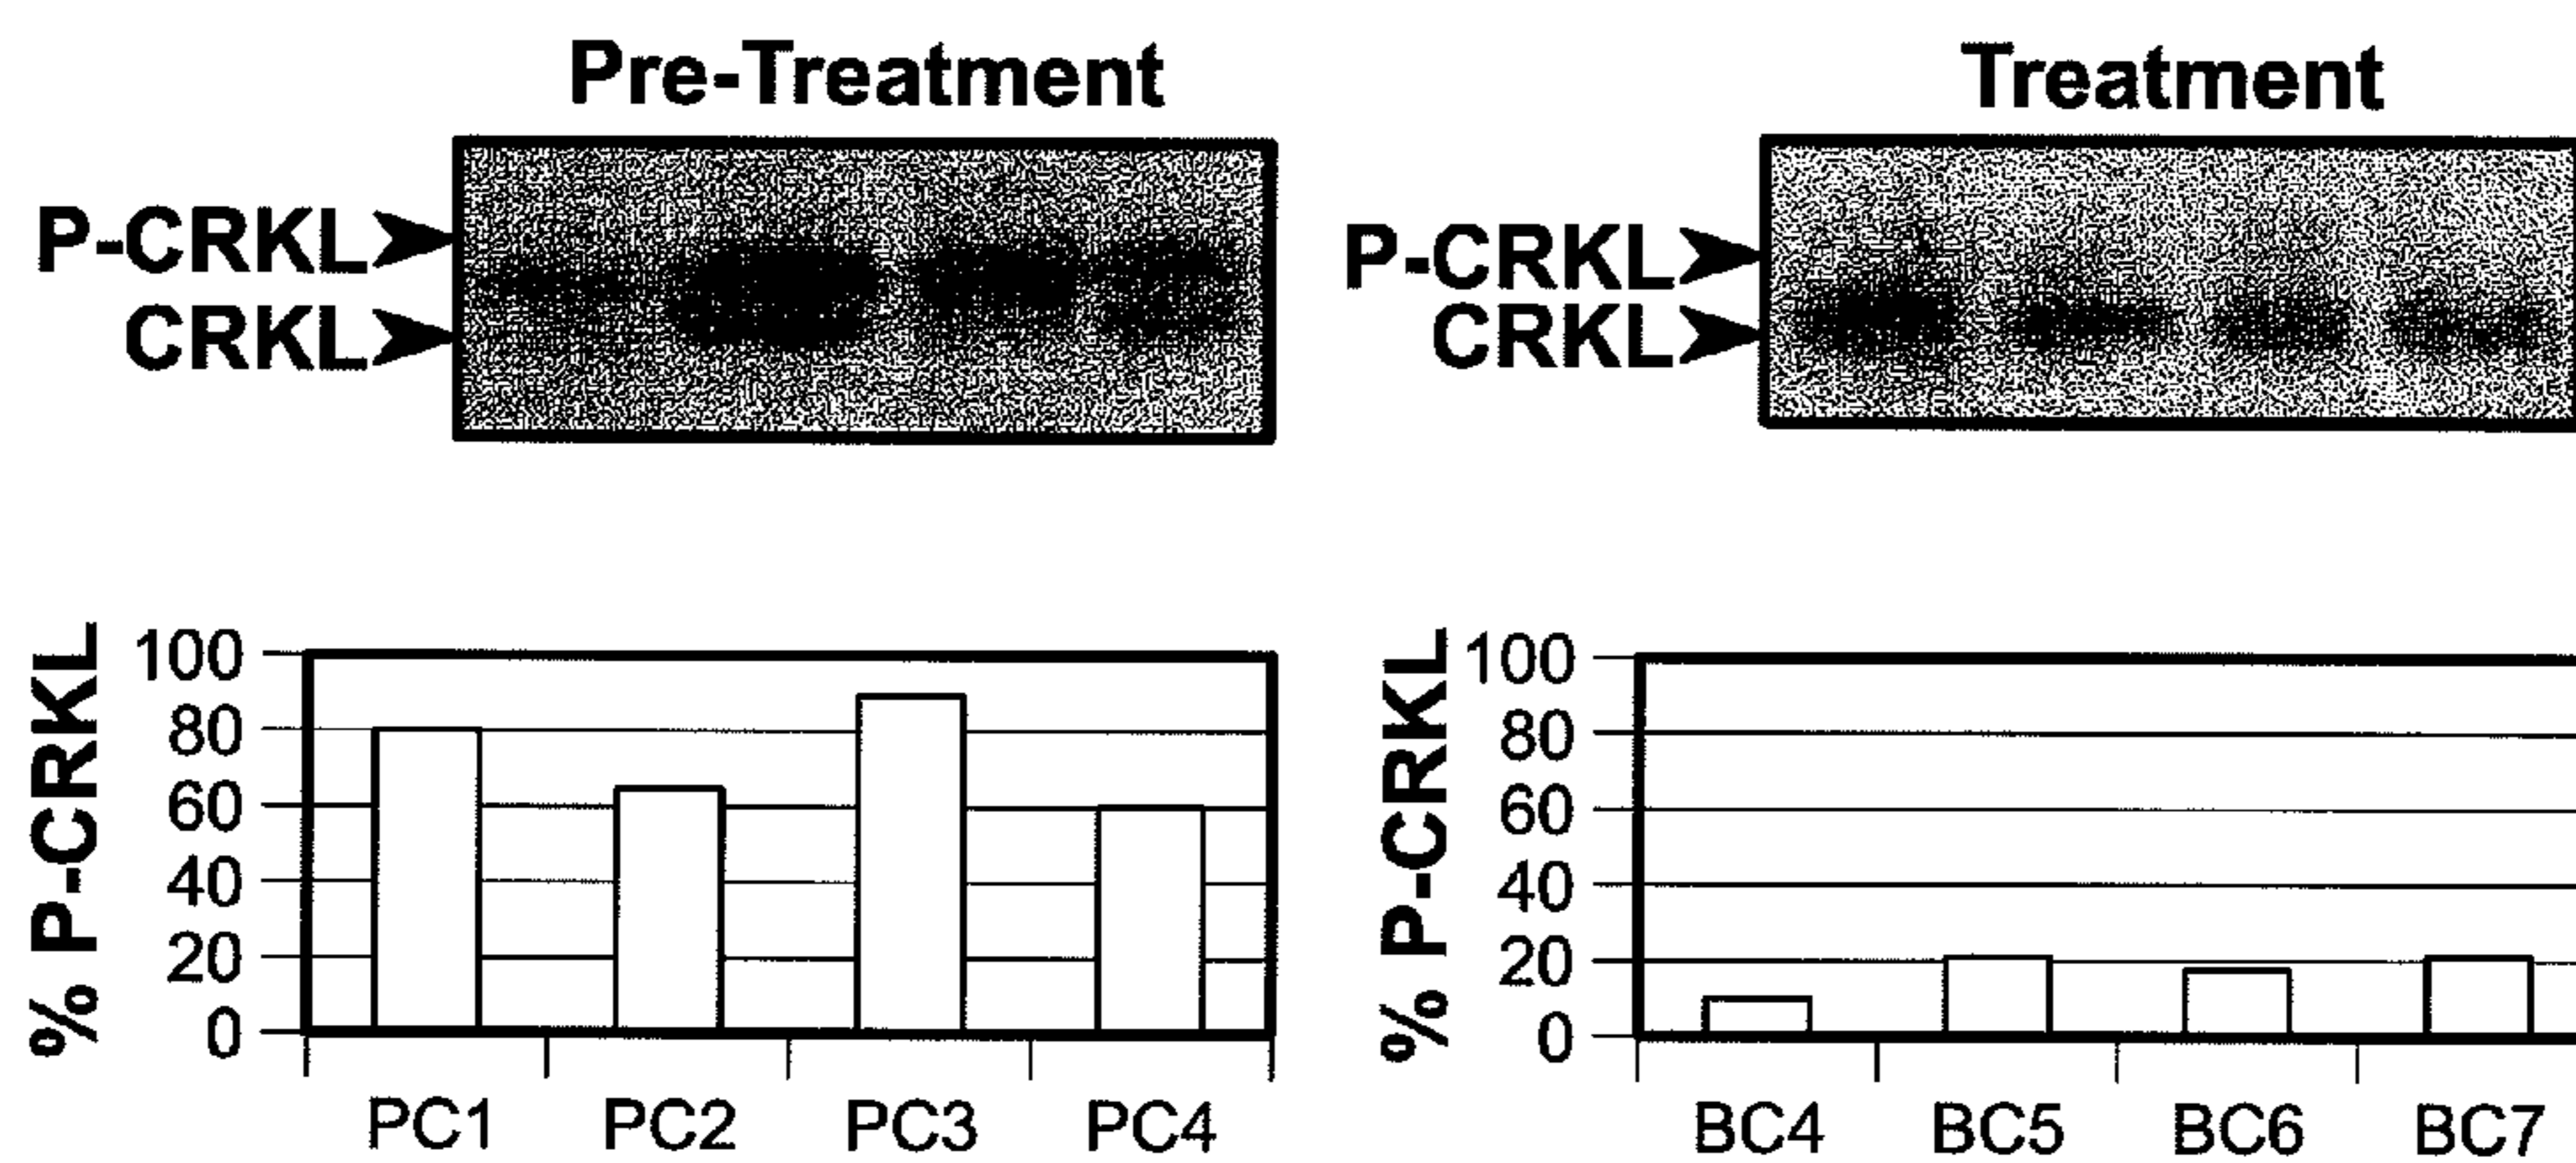 Pre-Treatment
P-CRKL
CRKL
% P-CRKL
100
80
60
40
20
0
PC1 PC2 PC3 PC4
Treatment
P-CRKL
CRKL
% P-CRKL
100
80
60
40
20
0
BC4 BC5 BC6 BC7